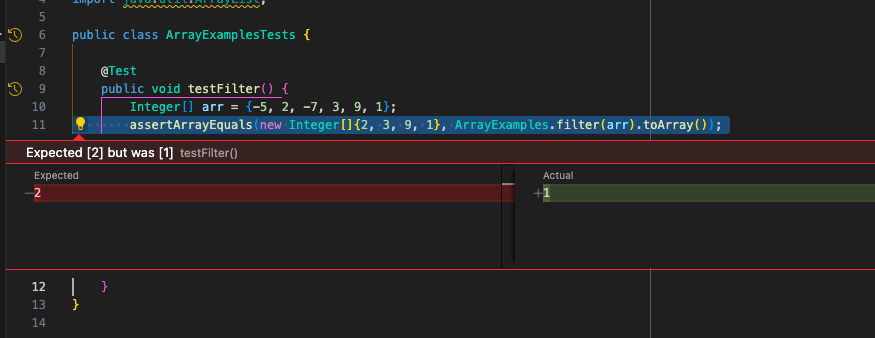 4 import java.util.ArrayList;
5
6 public class ArrayExamplesTests {
7
8 @Test
9 public void testFilter() {
10 Integer[] arr = {-5, 2, -7, 3, 9, 1};
11 assertArrayEquals(new Integer[]{2, 3, 9, 1}, ArrayExamples.filter(arr).toArray());
Expected [2] but was [1] testFilter()
Expected Actual
—2 +1
12 }
13 }
14